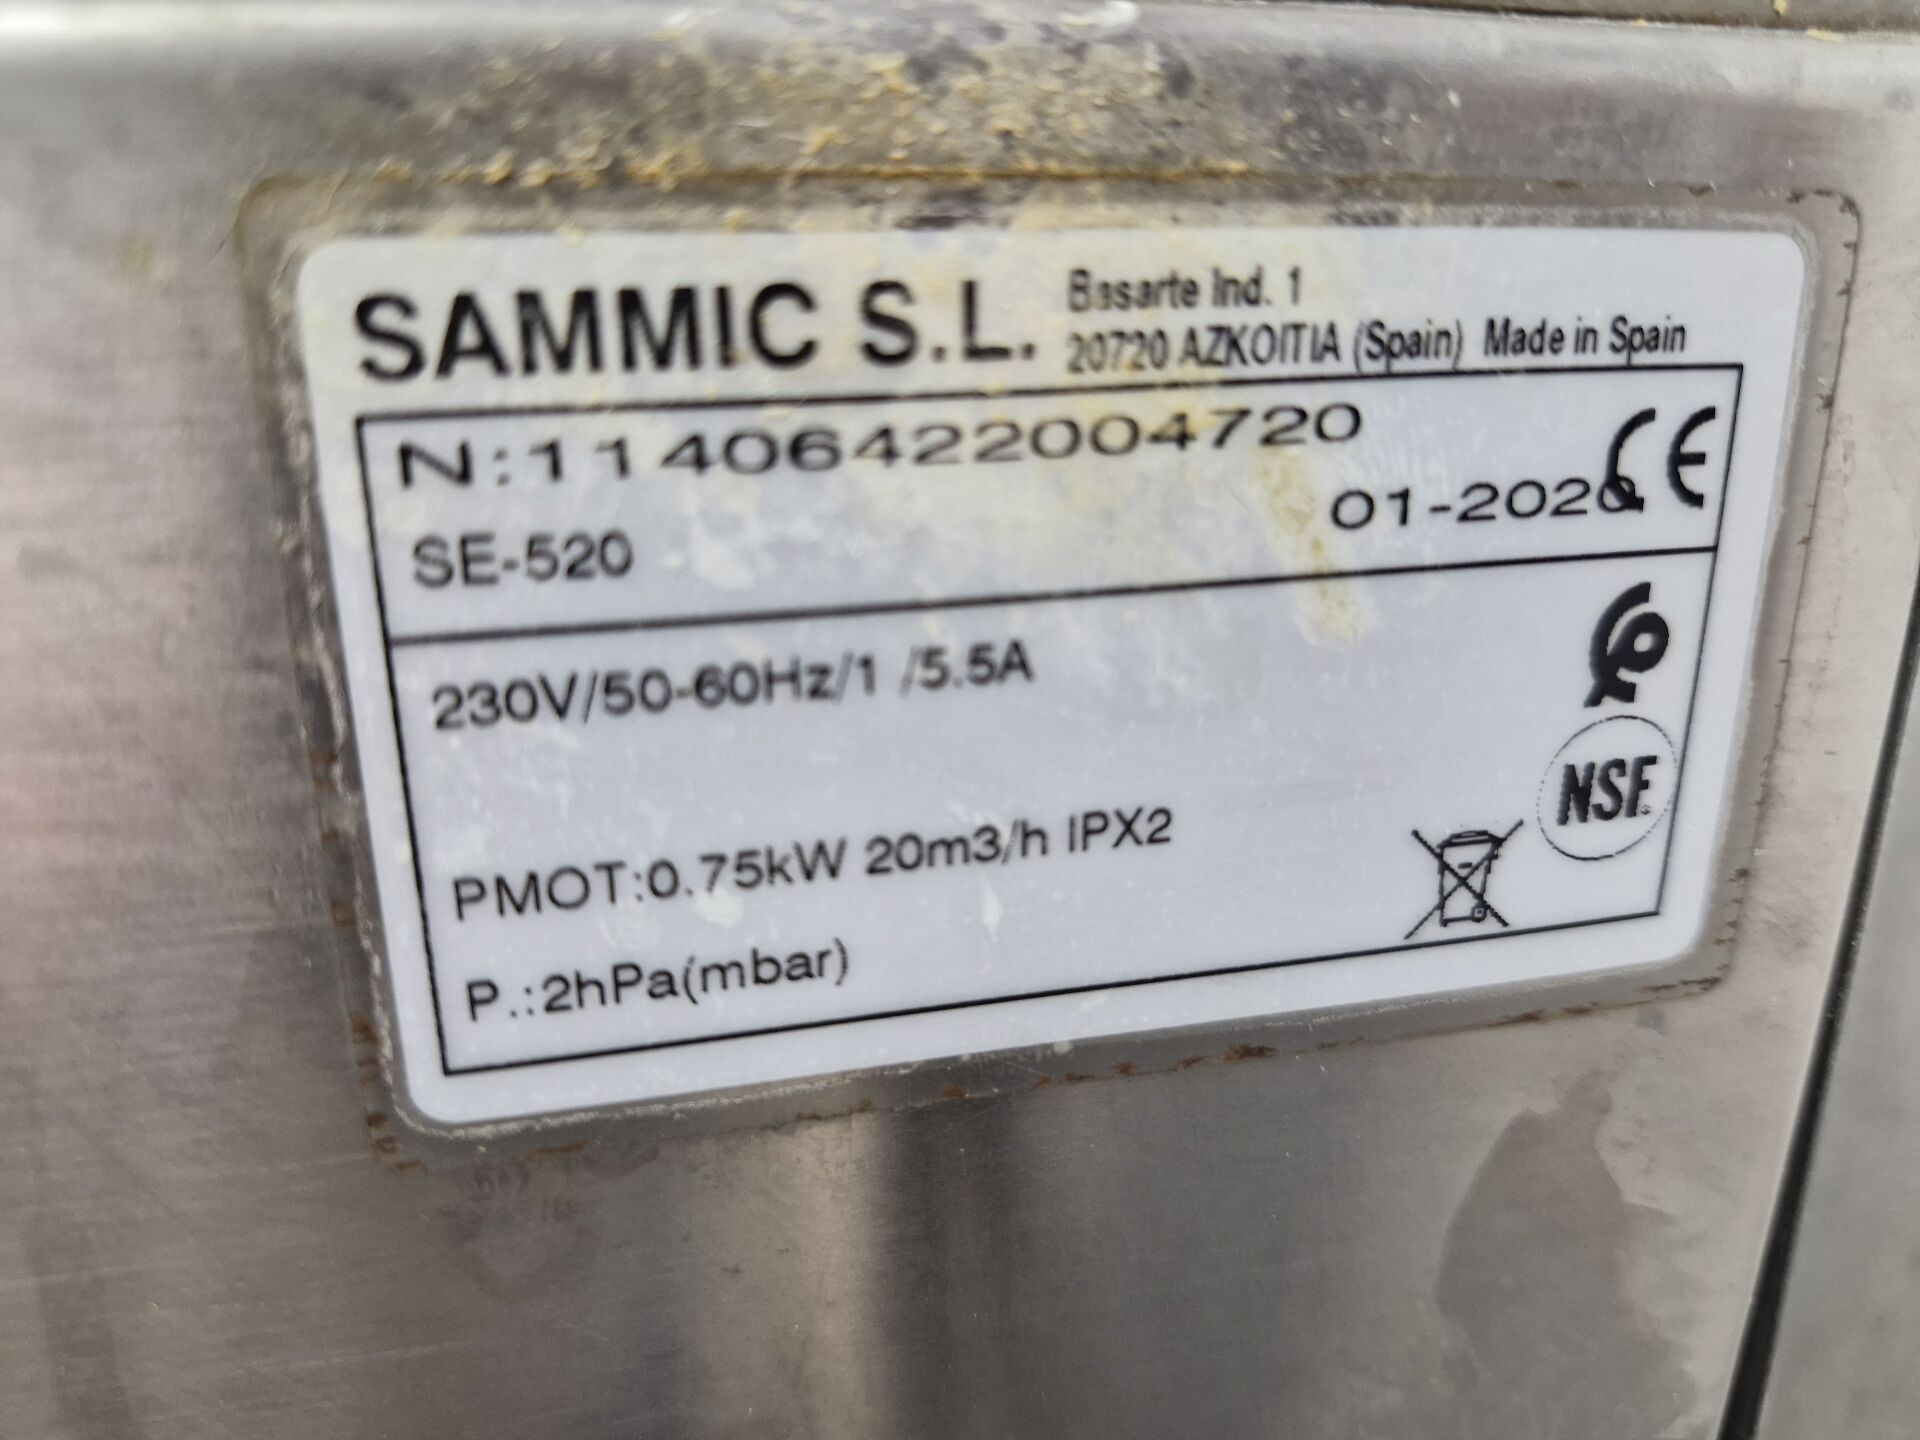 SAMMIC S.L.
Basarte Ind. 1
20720 AZKOITIA (Spain) Made in Spain
N:11406422004720
01-2020 CE
SE-520
230V/50-60Hz/1 /5.5A
NSF.
PMOT:0.75kW 20m3/h IPX2
P.:2hPa(mbar)